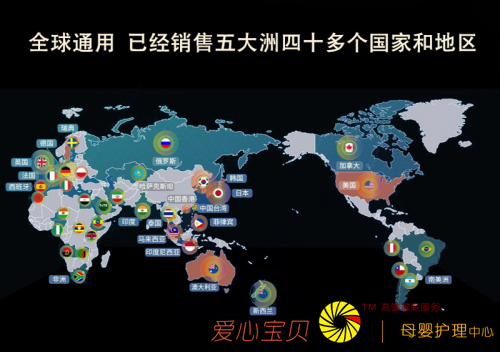 全球通用 已经销售五大洲四十多个国家和地区
瑞典
德国
英国
法国
西班牙
俄罗斯
哈萨克斯坦
韩国
日本
中国香港
中国台湾
印度
泰国
菲律宾
马来西亚
印度尼西亚
非洲
澳大利亚
新西兰
加拿大
美国
南美洲
TM
爱心宝贝
母婴护理中心